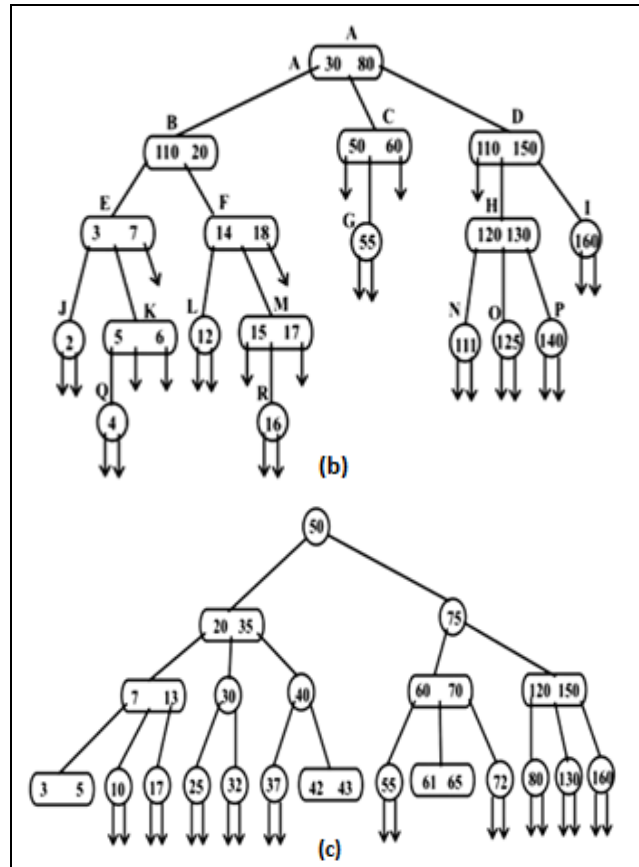 A
A 30 80
B C D
110 20 50 60 110 150
E F G H I
3 7 14 18 55 120 130 160
J K L M N O P
2 5 6 12 15 17 111 125 140
Q R
4 16
(b)
50
20 35 75
7 13 30 40 60 70 120 150
3 5 10 17 25 32 37 42 43 55 61 65 72 80 130 160
(c)